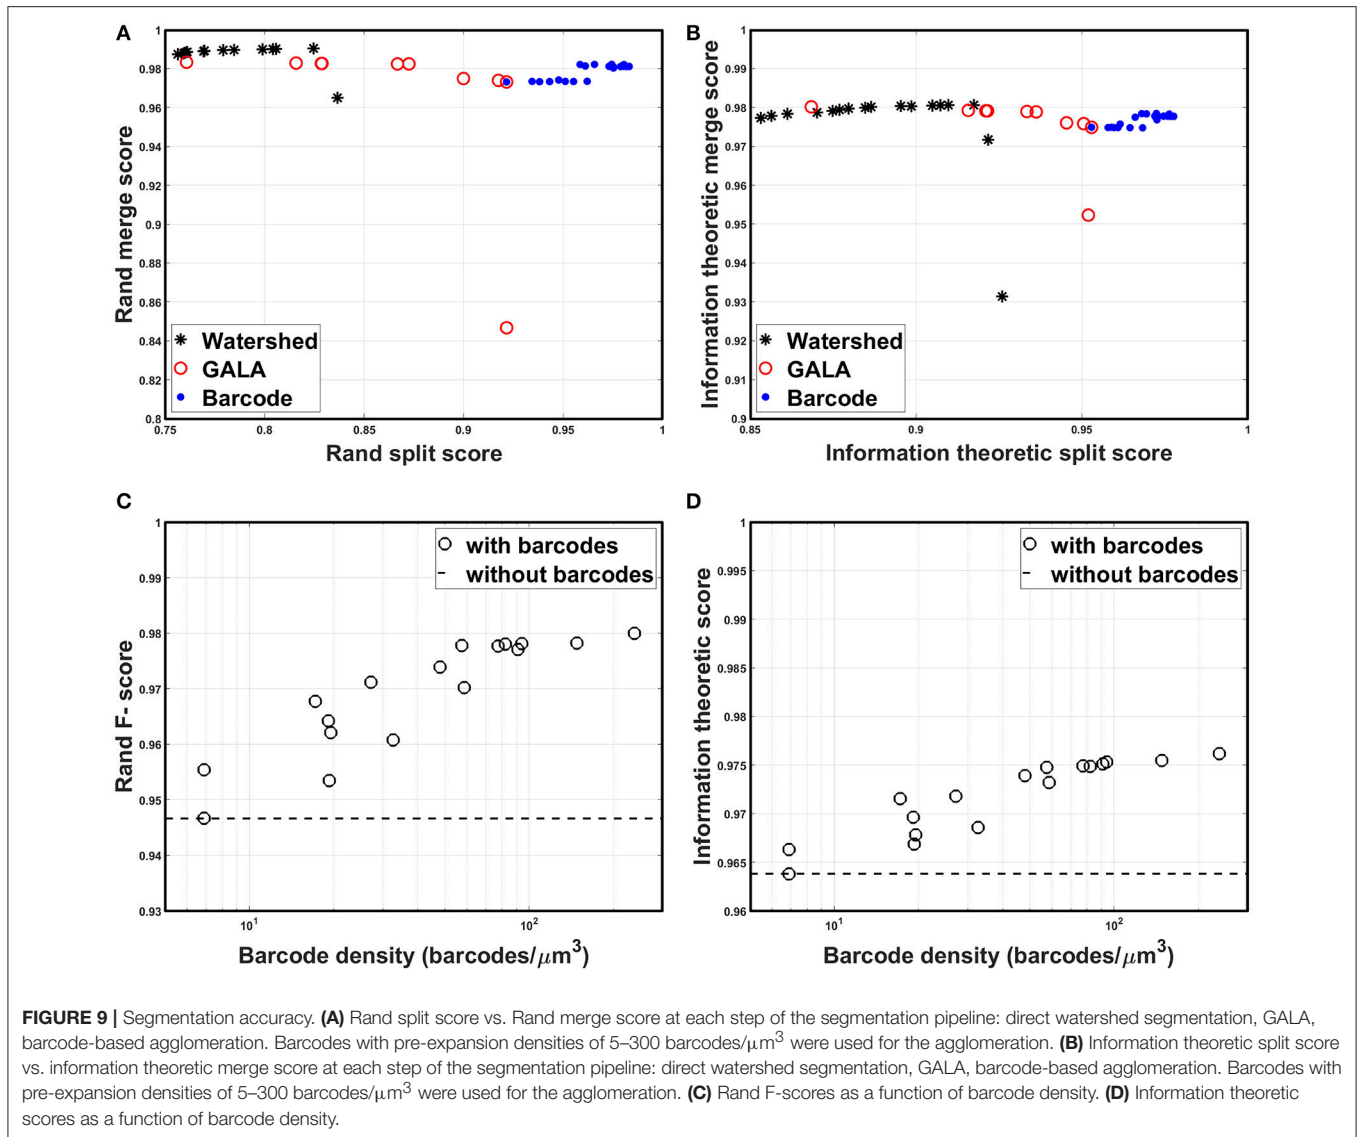 A
1
0.98
0.96
0.94
0.92
0.9
0.88
0.86
0.84
0.82
0.8
Rand merge score
Watershed
GALA
Barcode
0.75 0.8 0.85 0.9 0.95 1
Rand split score
B
1
0.99
0.98
0.97
0.96
0.95
0.94
0.93
0.92
0.91
0.9
Information theoretic merge score
Watershed
GALA
Barcode
0.85 0.9 0.95 1
Information theoretic split score
C
1
0.99
0.98
0.97
0.96
0.95
0.94
0.93
Rand F- score
with barcodes
without barcodes
10¹ 10²
Barcode density (barcodes/μm³)
D
1
0.995
0.99
0.985
0.98
0.975
0.97
0.965
0.96
Information theoretic score
with barcodes
without barcodes
10¹ 10²
Barcode density (barcodes/μm³)
FIGURE 9 | Segmentation accuracy. (A) Rand split score vs. Rand merge score at each step of the segmentation pipeline: direct watershed segmentation, GALA,
barcode-based agglomeration. Barcodes with pre-expansion densities of 5–300 barcodes/μm³ were used for the agglomeration. (B) Information theoretic split score
vs. information theoretic merge score at each step of the segmentation pipeline: direct watershed segmentation, GALA, barcode-based agglomeration. Barcodes with
pre-expansion densities of 5–300 barcodes/μm³ were used for the agglomeration. (C) Rand F-scores as a function of barcode density. (D) Information theoretic
scores as a function of barcode density.